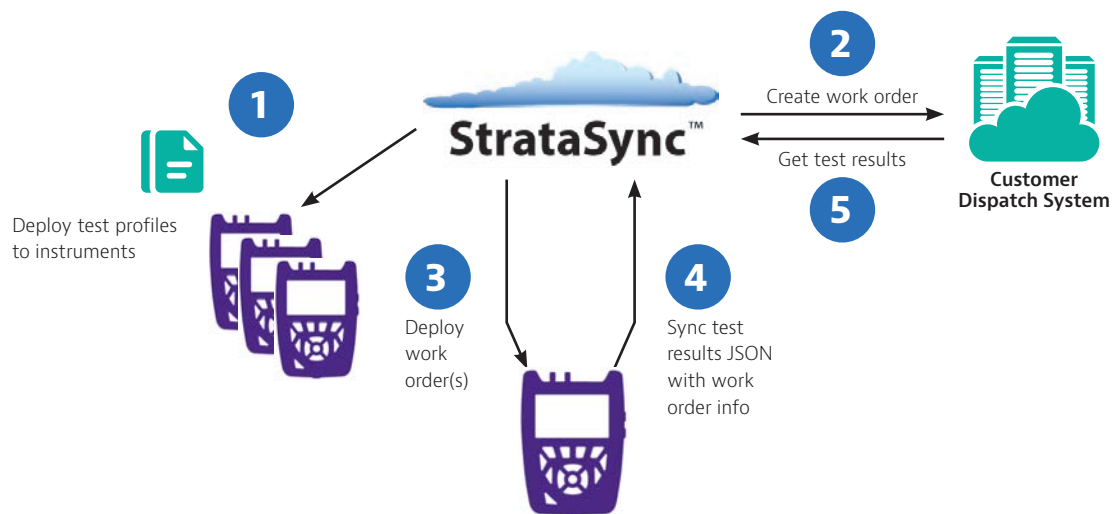 1
Deploy test profiles
to instruments
StrataSync™
2
Create work order
Get test results
5
Customer
Dispatch System
3
Deploy
work
order(s)
4
Sync test
results JSON
with work
order info